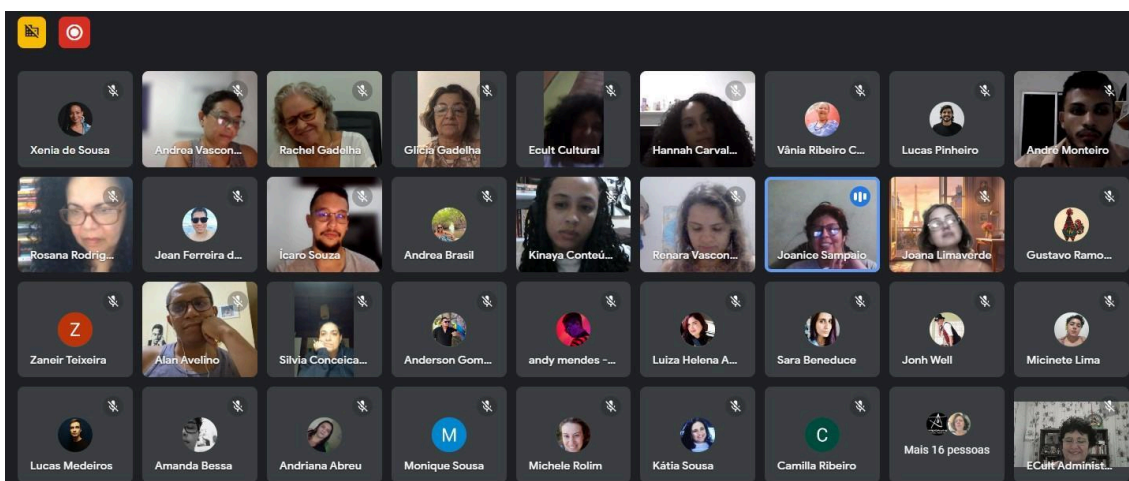 Xenia de Sousa
Andrea Vascon...
Rachel Gadelha
Glícia Gadelha
Ecult Cultural
Hannah Carval...
Vânia Ribeiro C...
Lucas Pinheiro
André Monteiro
Rosana Rodrig...
Jean Ferreira d...
Ícaro Souza
Andrea Brasil
Kinaya Conteú...
Renara Vascon...
Joanice Sampaio
Joana Limaverde
Gustavo Ramo...
Z
Zaneir Teixeira
Alan Avelino
Silvia Conceica...
Anderson Gom...
andy mendes -...
Luiza Helena A...
Sara Beneduce
Jonh Well
Micinete Lima
Lucas Medeiros
Amanda Bessa
Andriana Abreu
M
Monique Sousa
Michele Rolim
Kátia Sousa
C
Camilla Ribeiro
Mais 16 pessoas
ECult Administ...